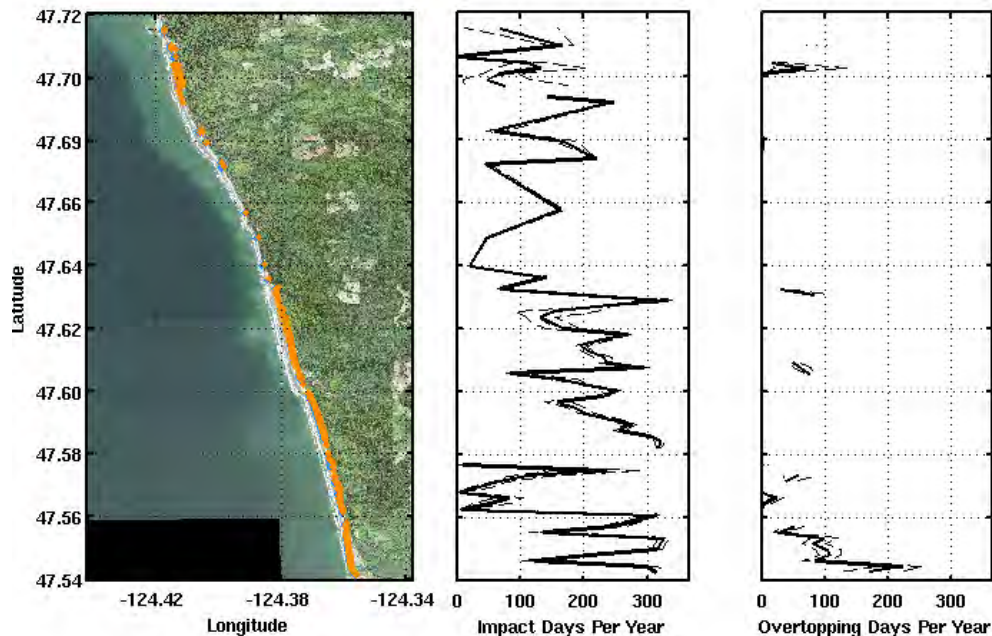 47.72
47.70
47.69
47.66
47.64
47.62
47.60
47.58
47.56
47.54
Latitude
-124.42 -124.38 -124.34
Longitude
0 100 200 300
Impact Days Per Year
0 100 200 300
Overtopping Days Per Year